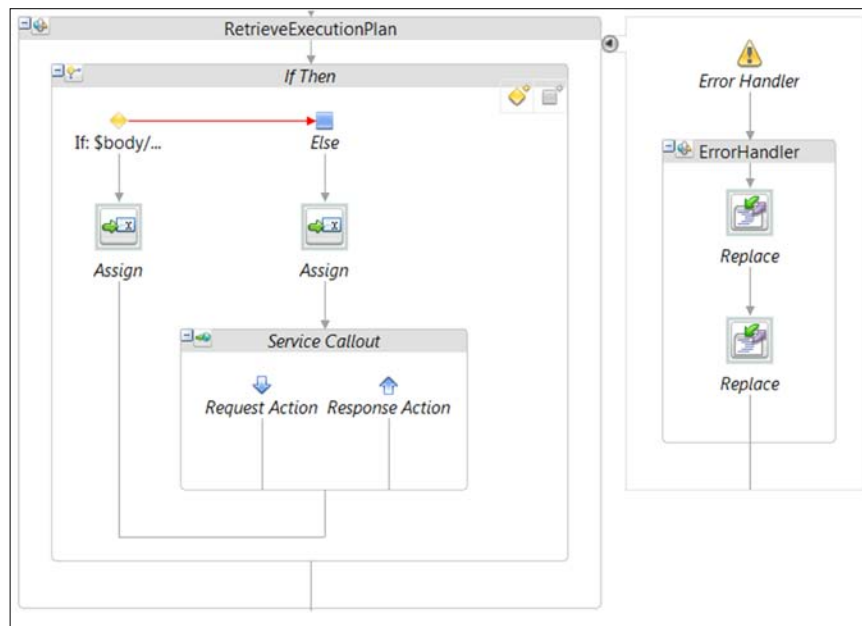 RetrieveExecutionPlan
If Then
If: $body/...
Else
Assign
Assign
Service Callout
Request Action
Response Action
Error Handler
ErrorHandler
Replace
Replace